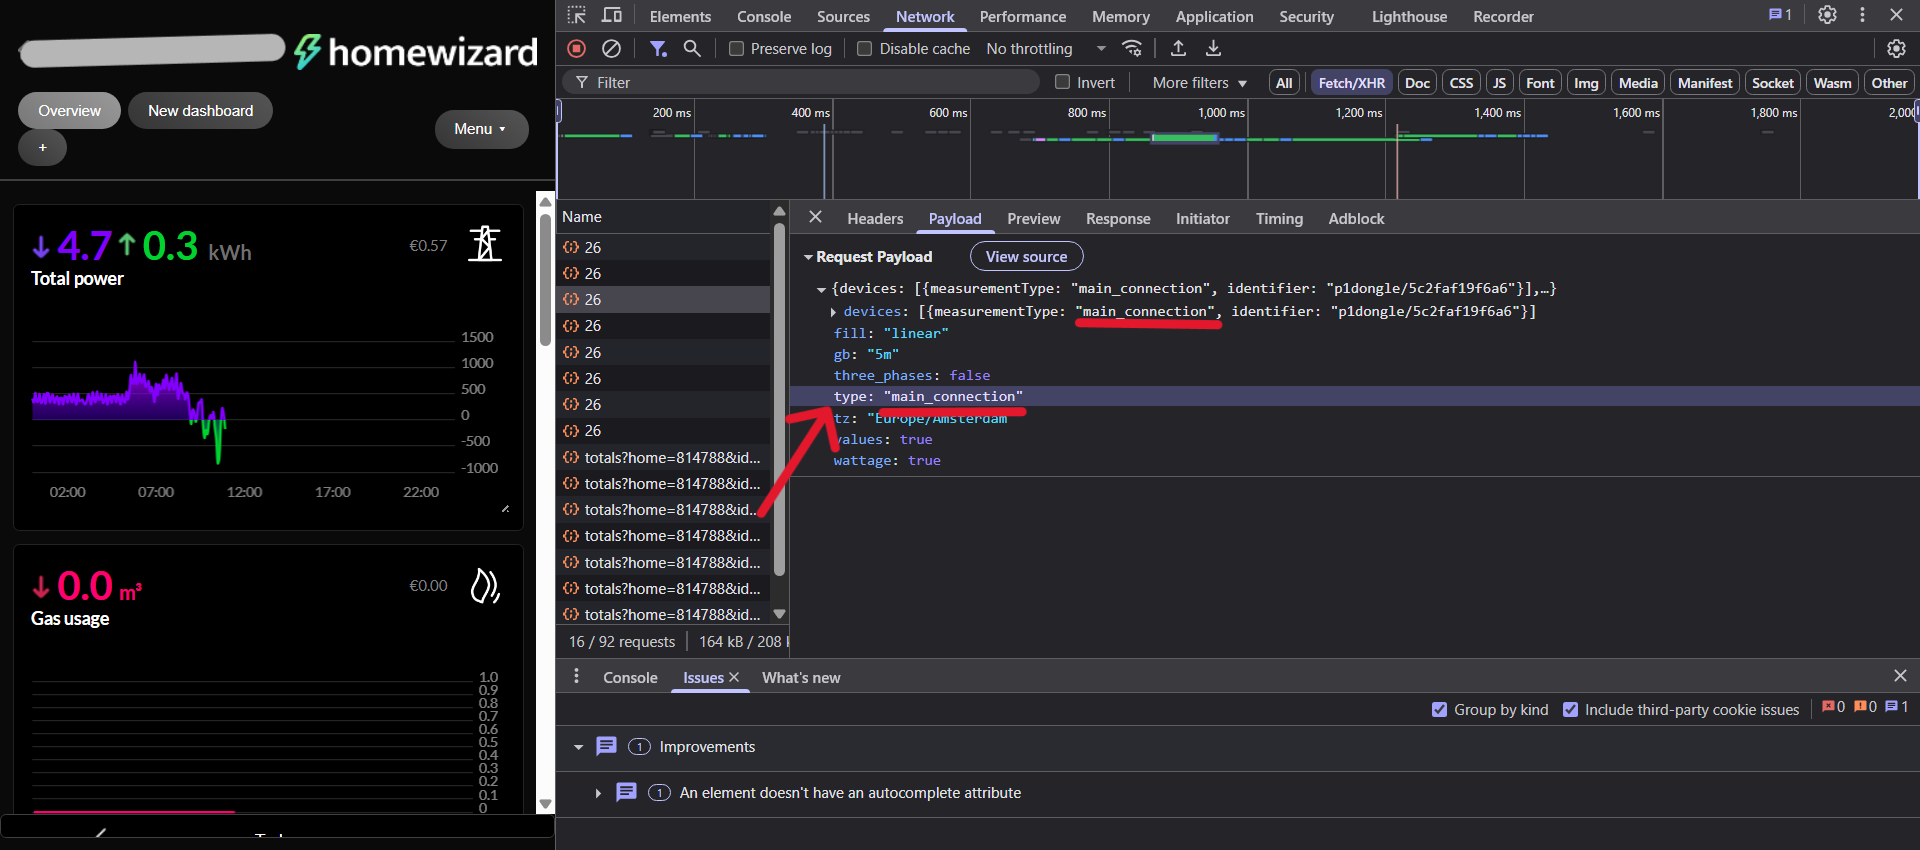 homewizard
Overview
New dashboard
+
Menu
4.7 0.3 kWh
€0.57
Total power
1500
1000
500
0
-500
-1000
02:00 07:00 12:00 17:00 22:00
0.0 m³
€0.00
Gas usage
1.0
0.9
0.8
0.7
0.6
0.5
0.4
0.3
0.2
0.1
0
Elements Console Sources Network Performance Memory Application Security Lighthouse Recorder 1
Preserve log Disable cache No throttling
Filter Invert More filters All Fetch/XHR Doc CSS JS Font Img Media Manifest Socket Wasm Other
200 ms 400 ms 600 ms 800 ms 1,000 ms 1,200 ms 1,400 ms 1,600 ms 1,800 ms 2,000
Name
26
26
26
26
26
26
26
26
totals?home=814788&id...
totals?home=814788&id...
totals?home=814788&id...
totals?home=814788&id...
totals?home=814788&id...
totals?home=814788&id...
totals?home=814788&id...
16 / 92 requests 164 kB / 208
Headers Payload Preview Response Initiator Timing Adblock
Request Payload View source
{devices: [{measurementType: "main_connection", identifier: "p1dongle/5c2faf19f6a6"}],…}
devices: [{measurementType: "main_connection", identifier: "p1dongle/5c2faf19f6a6"}]
fill: "linear"
gb: "5m"
three_phases: false
type: "main_connection"
tz: "Europe/Amsterdam"
values: true
wattage: true
Console Issues What's new
Group by kind Include third-party cookie issues 0 0 1
1 Improvements
1 An element doesn't have an autocomplete attribute